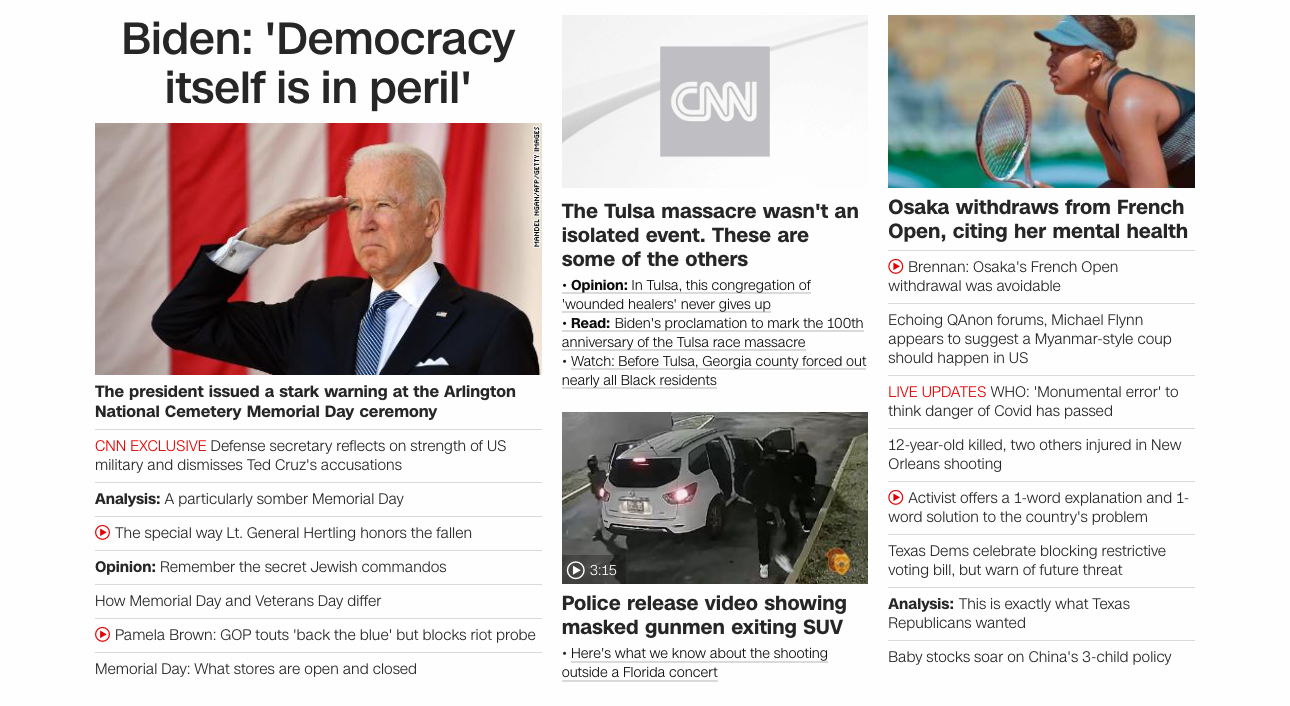 Biden: 'Democracy
itself is in peril'
MANDEL NGAN/AFP/GETTY IMAGES
The president issued a stark warning at the Arlington
National Cemetery Memorial Day ceremony
CNN EXCLUSIVE Defense secretary reflects on strength of US
military and dismisses Ted Cruz's accusations
Analysis: A particularly somber Memorial Day
The special way Lt. General Hertling honors the fallen
Opinion: Remember the secret Jewish commandos
How Memorial Day and Veterans Day differ
Pamela Brown: GOP touts 'back the blue' but blocks riot probe
Memorial Day: What stores are open and closed
CNN
The Tulsa massacre wasn't an
isolated event. These are
some of the others
• Opinion: In Tulsa, this congregation of
'wounded healers' never gives up
• Read: Biden's proclamation to mark the 100th
anniversary of the Tulsa race massacre
• Watch: Before Tulsa, Georgia county forced out
nearly all Black residents
3:15
Police release video showing
masked gunmen exiting SUV
• Here's what we know about the shooting
outside a Florida concert
Osaka withdraws from French
Open, citing her mental health
Brennan: Osaka's French Open
withdrawal was avoidable
Echoing QAnon forums, Michael Flynn
appears to suggest a Myanmar-style coup
should happen in US
LIVE UPDATES WHO: 'Monumental error' to
think danger of Covid has passed
12-year-old killed, two others injured in New
Orleans shooting
Activist offers a 1-word explanation and 1-
word solution to the country's problem
Texas Dems celebrate blocking restrictive
voting bill, but warn of future threat
Analysis: This is exactly what Texas
Republicans wanted
Baby stocks soar on China's 3-child policy